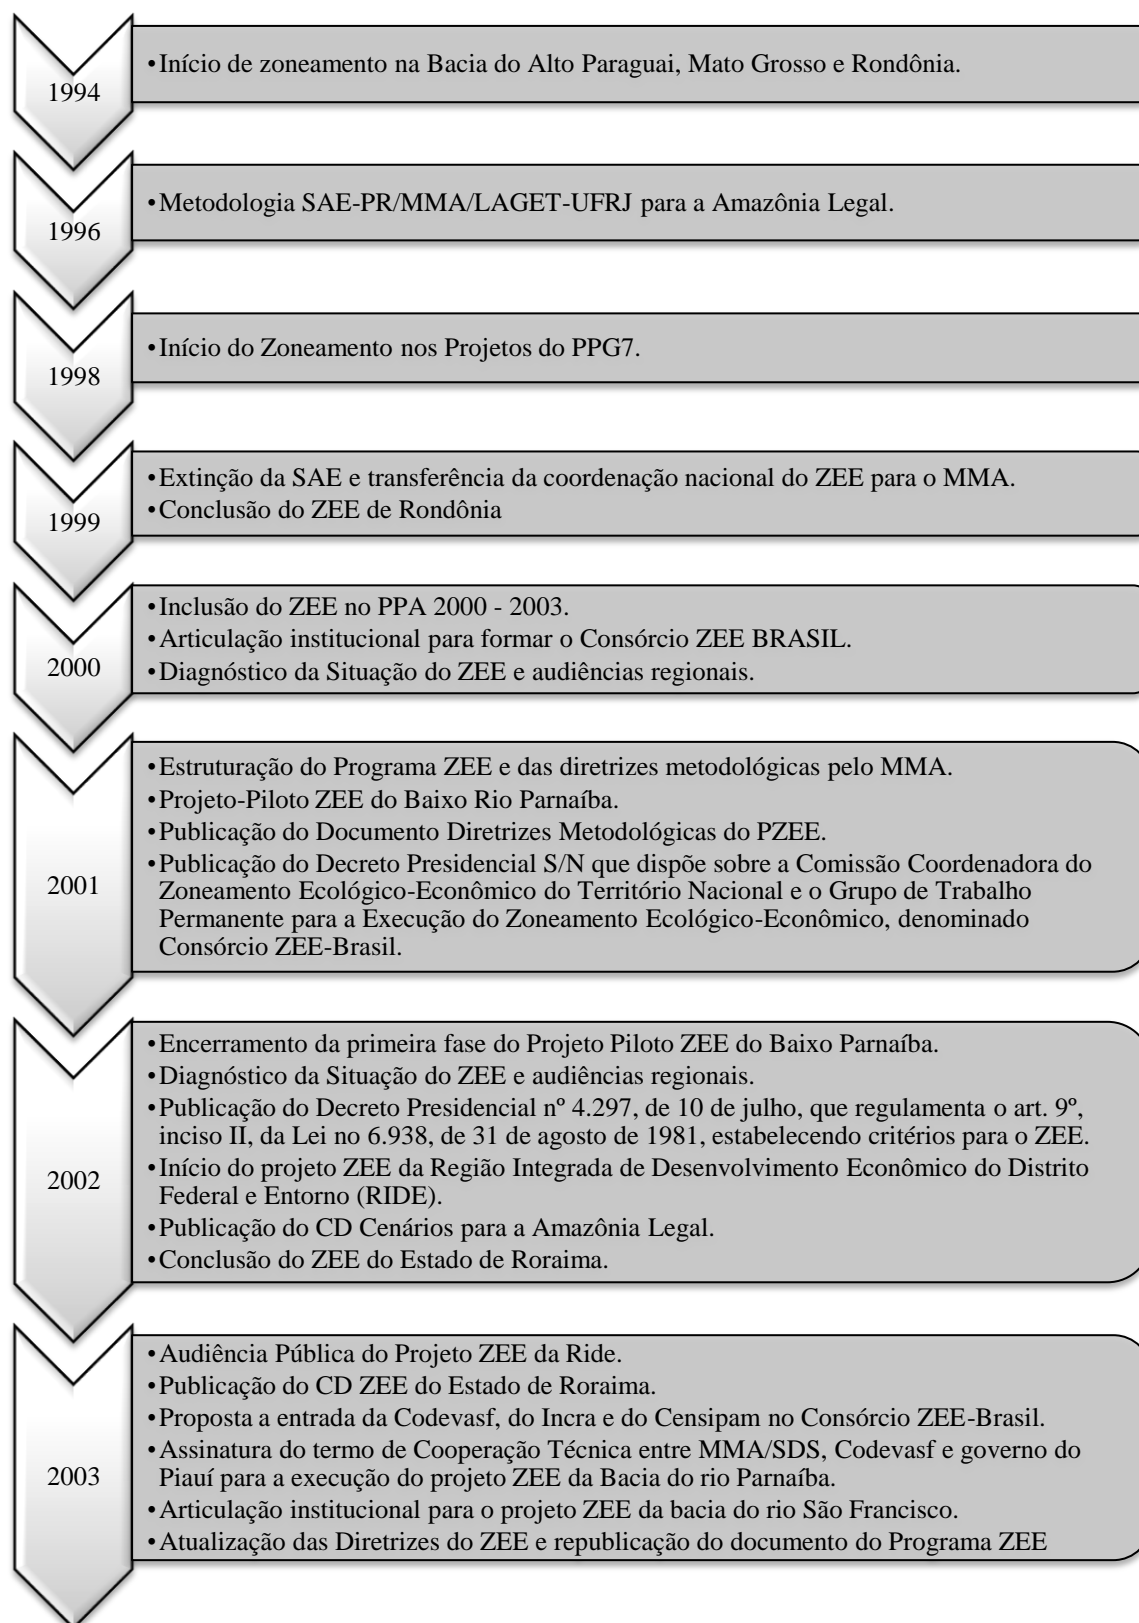 1994
•Início de zoneamento na Bacia do Alto Paraguai, Mato Grosso e Rondônia.
1996
•Metodologia SAE-PR/MMA/LAGET-UFRJ para a Amazônia Legal.
1998
•Início do Zoneamento nos Projetos do PPG7.
1999
•Extinção da SAE e transferência da coordenação nacional do ZEE para o MMA.
•Conclusão do ZEE de Rondônia
2000
•Inclusão do ZEE no PPA 2000 - 2003.
•Articulação institucional para formar o Consórcio ZEE BRASIL.
•Diagnóstico da Situação do ZEE e audiências regionais.
2001
•Estruturação do Programa ZEE e das diretrizes metodológicas pelo MMA.
•Projeto-Piloto ZEE do Baixo Rio Parnaíba.
•Publicação do Documento Diretrizes Metodológicas do PZEE.
•Publicação do Decreto Presidencial S/N que dispõe sobre a Comissão Coordenadora do
Zoneamento Ecológico-Econômico do Território Nacional e o Grupo de Trabalho
Permanente para a Execução do Zoneamento Ecológico-Econômico, denominado
Consórcio ZEE-Brasil.
2002
•Encerramento da primeira fase do Projeto Piloto ZEE do Baixo Parnaíba.
•Diagnóstico da Situação do ZEE e audiências regionais.
•Publicação do Decreto Presidencial nº 4.297, de 10 de julho, que regulamenta o art. 9º,
inciso II, da Lei no 6.938, de 31 de agosto de 1981, estabelecendo critérios para o ZEE.
•Início do projeto ZEE da Região Integrada de Desenvolvimento Econômico do Distrito
Federal e Entorno (RIDE).
•Publicação do CD Cenários para a Amazônia Legal.
•Conclusão do ZEE do Estado de Roraima.
2003
•Audiência Pública do Projeto ZEE da Ride.
•Publicação do CD ZEE do Estado de Roraima.
•Proposta a entrada da Codevasf, do Incra e do Censipam no Consórcio ZEE-Brasil.
•Assinatura do termo de Cooperação Técnica entre MMA/SDS, Codevasf e governo do
Piauí para a execução do projeto ZEE da Bacia do rio Parnaíba.
•Articulação institucional para o projeto ZEE da bacia do rio São Francisco.
•Atualização das Diretrizes do ZEE e republicação do documento do Programa ZEE